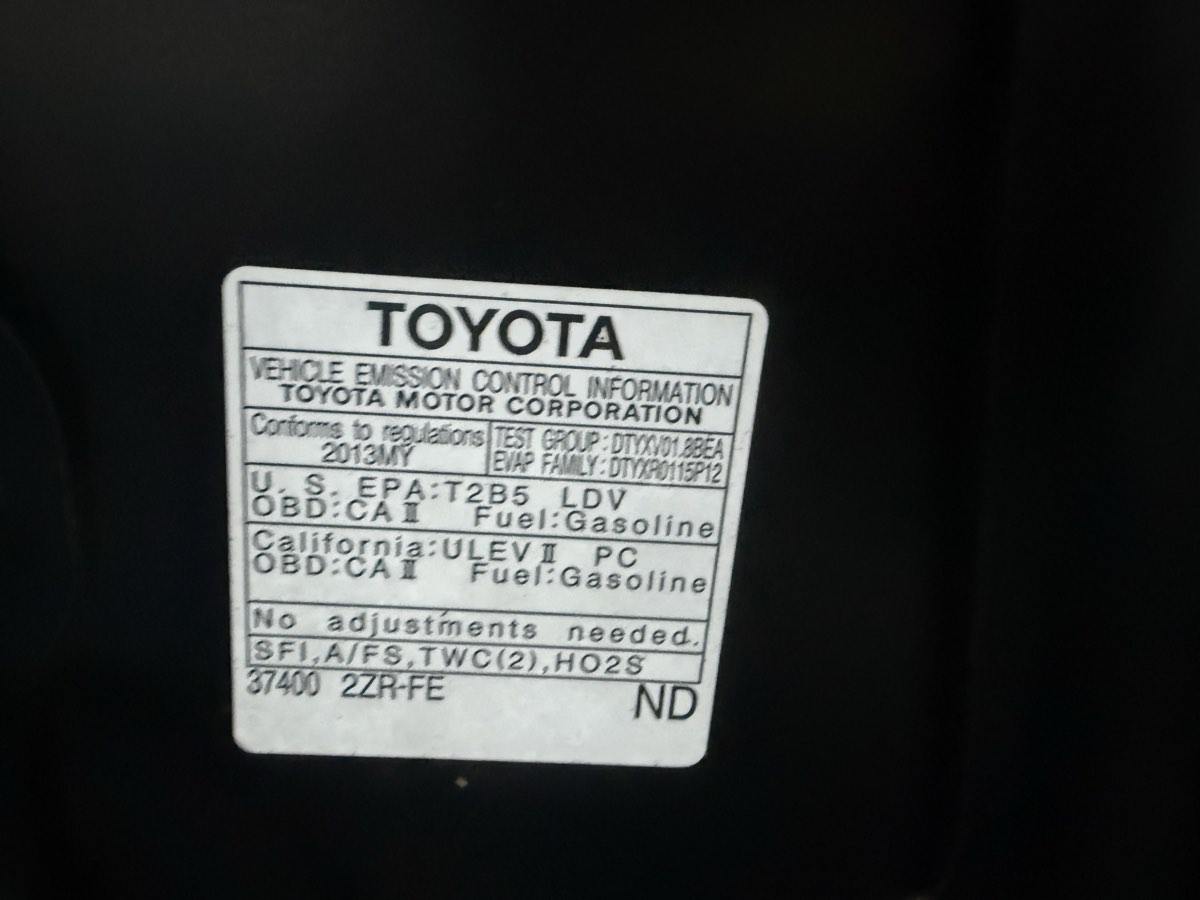 TOYOTA
VEHICLE EMISSION CONTROL INFORMATION
TOYOTA MOTOR CORPORATION
Conforms to regulations
2013MY
TEST GROUP:DTYXV01.8BEA
EVAP FAMILY:DTYXR0115P12
U. S. EPA:T2B5 LDV
OBD:CAⅡ Fuel:Gasoline
California:ULEVⅡ PC
OBD:CAⅡ Fuel:Gasoline
No adjustments needed.
SFI,A/FS,TWC(2),HO2S
37400 2ZR-FE ND